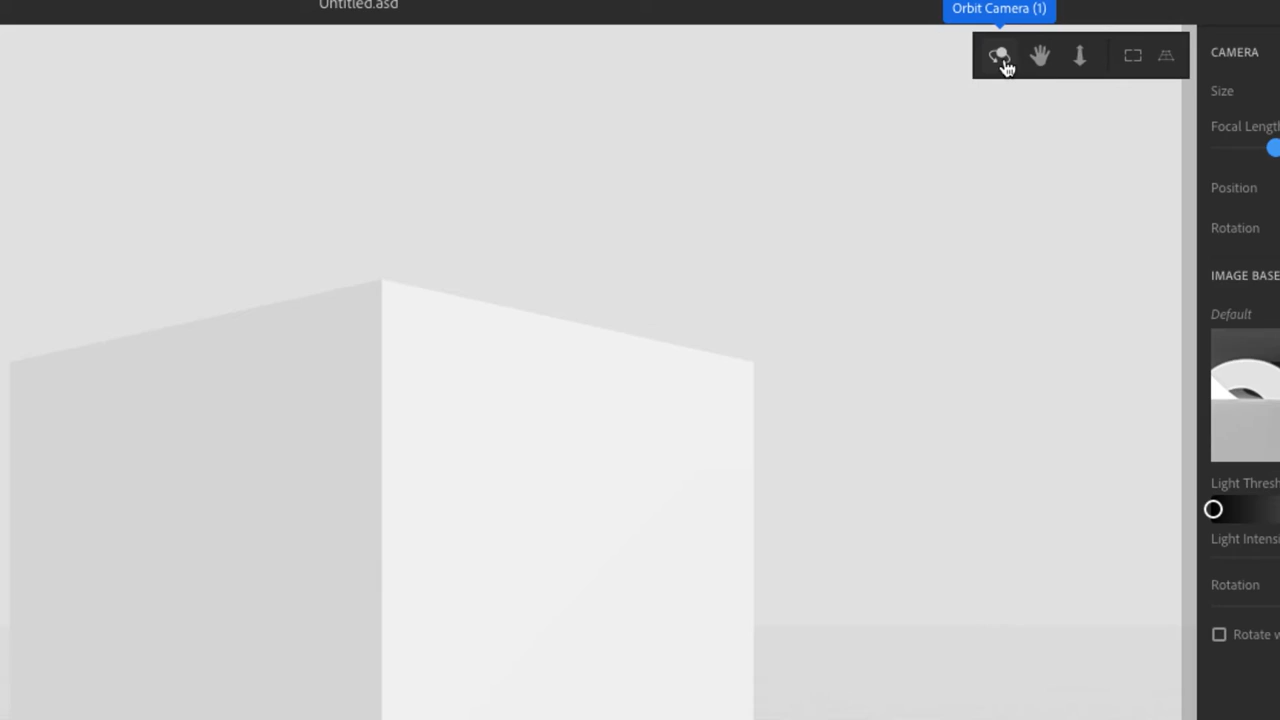 Untitled.asd
Orbit Camera (1)
CAMERA
Size
Focal Length
Position
Rotation
IMAGE BASE
Default
Light Thresh
Light Intensi
Rotation
Rotate w